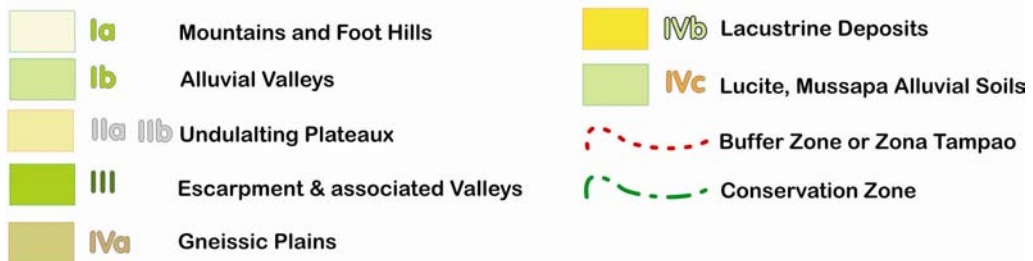 Ia Mountains and Foot Hills
Ib Alluvial Valleys
IIa IIb Undulalting Plateaux
III Escarpment & associated Valleys
IVa Gneissic Plains
IVb Lacustrine Deposits
IVc Lucite, Mussapa Alluvial Soils
Buffer Zone or Zona Tampao
Conservation Zone